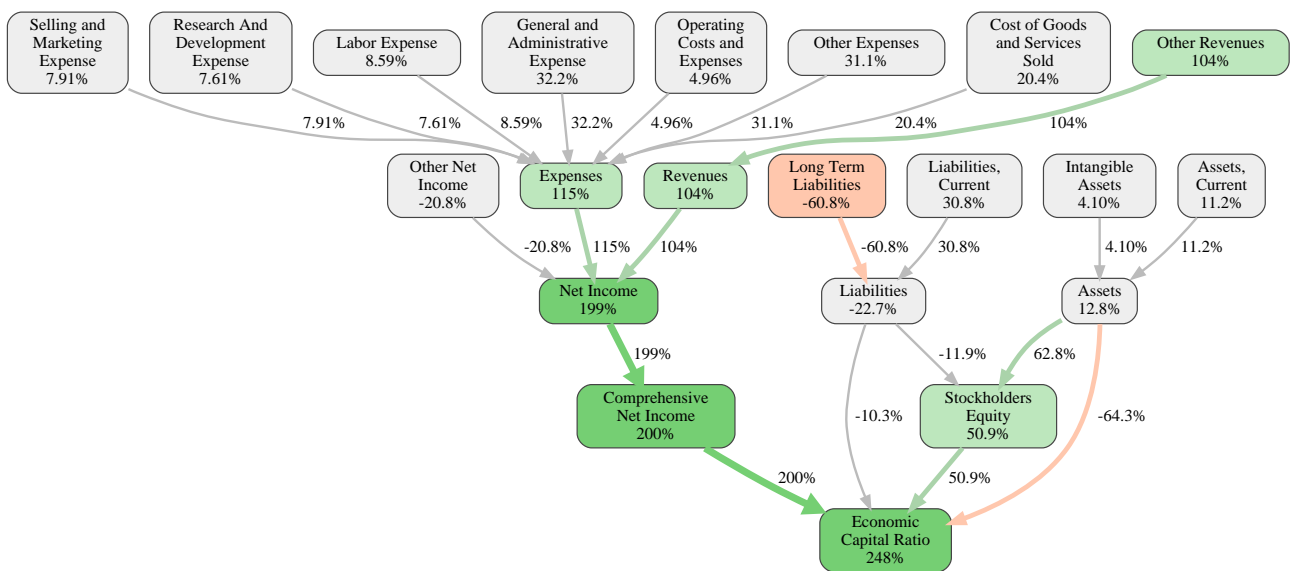 Selling and
Marketing
Expense
7.91%
Research And
Development
Expense
7.61%
Labor Expense
8.59%
General and
Administrative
Expense
32.2%
Operating
Costs and
Expenses
4.96%
Other Expenses
31.1%
Cost of Goods
and Services
Sold
20.4%
Other Revenues
104%
7.91%
7.61%
8.59%
32.2%
4.96%
31.1%
20.4%
104%
Other Net
Income
-20.8%
Expenses
115%
Revenues
104%
Long Term
Liabilities
-60.8%
Liabilities,
Current
30.8%
Intangible
Assets
4.10%
Assets,
Current
11.2%
-20.8%
115%
104%
-60.8%
30.8%
4.10%
11.2%
Net Income
199%
Liabilities
-22.7%
Assets
12.8%
199%
-11.9%
62.8%
Comprehensive
Net Income
200%
-10.3%
Stockholders
Equity
50.9%
-64.3%
200%
50.9%
Economic
Capital Ratio
248%